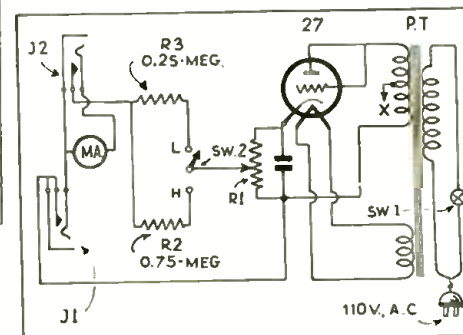 27
P.T
J2
R3
0.25-MEG.
X
MA
L
SW.2
H
R1
SW 1
R2
0.75-MEG
J1
110V., A.C